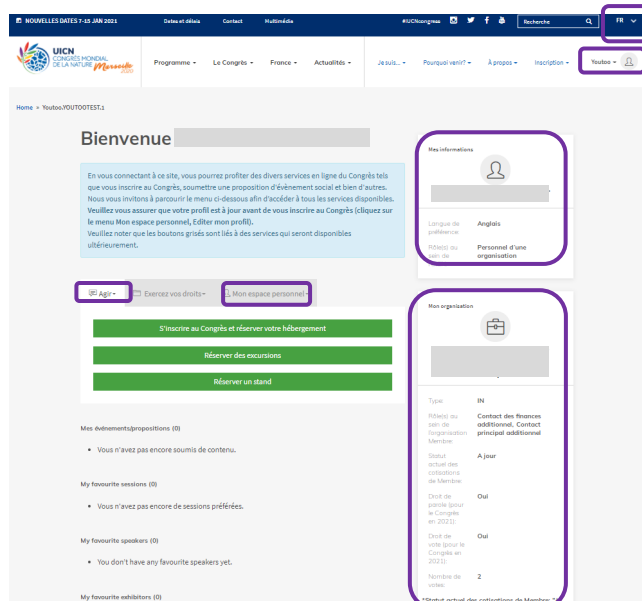 NOUVELLES DATES 7-15 JAN 2021
Dates et délais
Contact
Multimédia
#IUCNcongress
Recherche
FR
UICN
CONGRÈS MONDIAL
DE LA NATURE Marseille
2020
Programme
Le Congrès
France
Actualités
Je suis...
Pourquoi venir?
À propos
Inscription
Youtoo
Home » Youtoo.YOUTOOTEST.1
Bienvenue
En vous connectant à ce site, vous pourrez profiter des divers services en ligne du Congrès tels
que vous inscrire au Congrès, soumettre une proposition d'évènement social et bien d'autres.
Nous vous invitons à parcourir le menu ci-dessous afin d'accéder à tous les services disponibles.
Veuillez vous assurer que votre profil est à jour avant de vous inscrire au Congrès (cliquez sur
le menu Mon espace personnel, Editer mon profil).
Veuillez noter que les boutons grisés sont liés à des services qui seront disponibles
ultérieurement.
Agir
Exercez vos droits
Mon espace personnel
S'inscrire au Congrès et réserver votre hébergement
Réserver des excursions
Réserver un stand
Mes événements/propositions (0)
Vous n'avez pas encore soumis de contenu.
My favourite sessions (0)
Vous n'avez pas encore de sessions préférées.
My favourite speakers (0)
You don't have any favourite speakers yet.
My favourite exhibitors (0)
Mes informations
Langue de
préférence
Anglais
Rôle(s) au
sein de
Personnel d'une
organisation
Mon organisation
Type
IN
Rôle(s) au
sein de
l'organisation
Membre
Contact des finances
additionnel, Contact
principal additionnel
Statut
actuel des
cotisations
de Membre
A jour
Droit de
parole (pour
le Congrès
en 2021):
Oui
Droit de
vote (pour le
Congrès en
2021):
Oui
Nombre de
votes:
2
"Statut actuel des cotisations de Membre: "